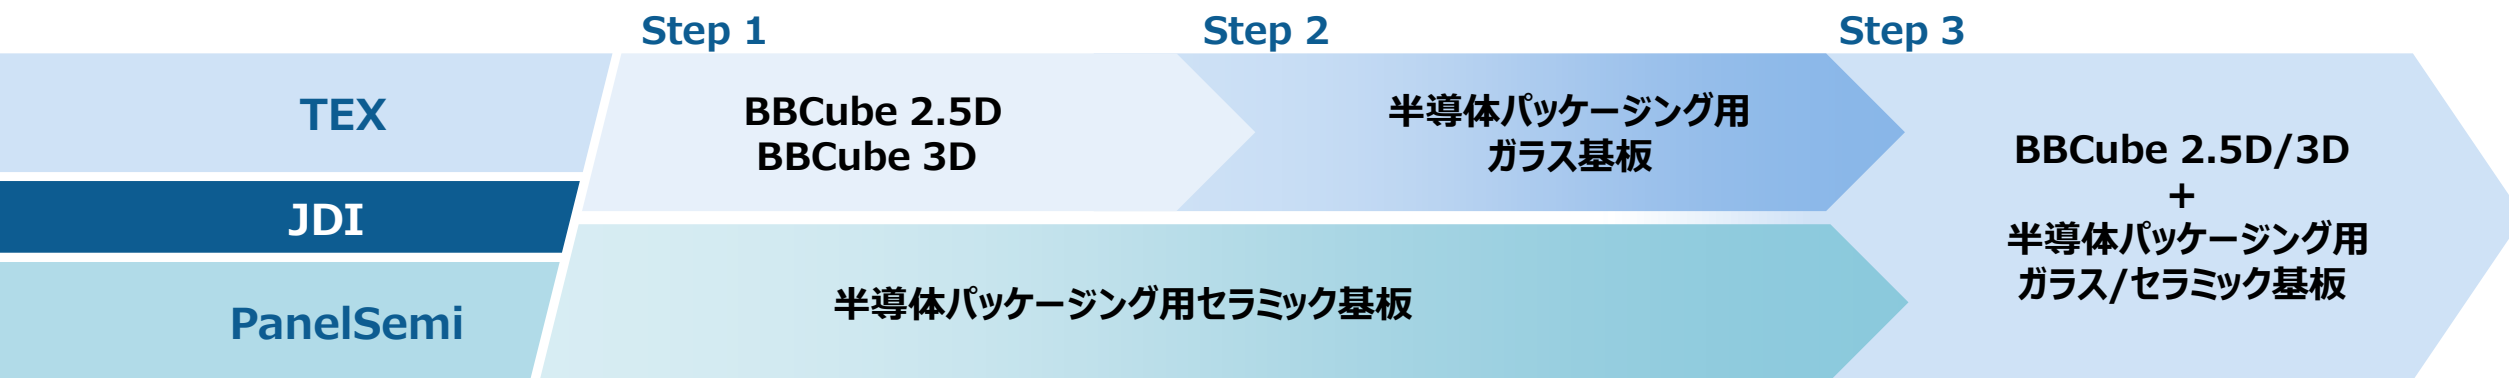 Step 1
Step 2
Step 3
TEX
JDI
PanelSemi
BBCube 2.5D
BBCube 3D
半導体パッケージング用
ガラス基板
半導体パッケージング用セラミック基板
BBCube 2.5D/3D
+
半導体パッケージング用
ガラス/セラミック基板